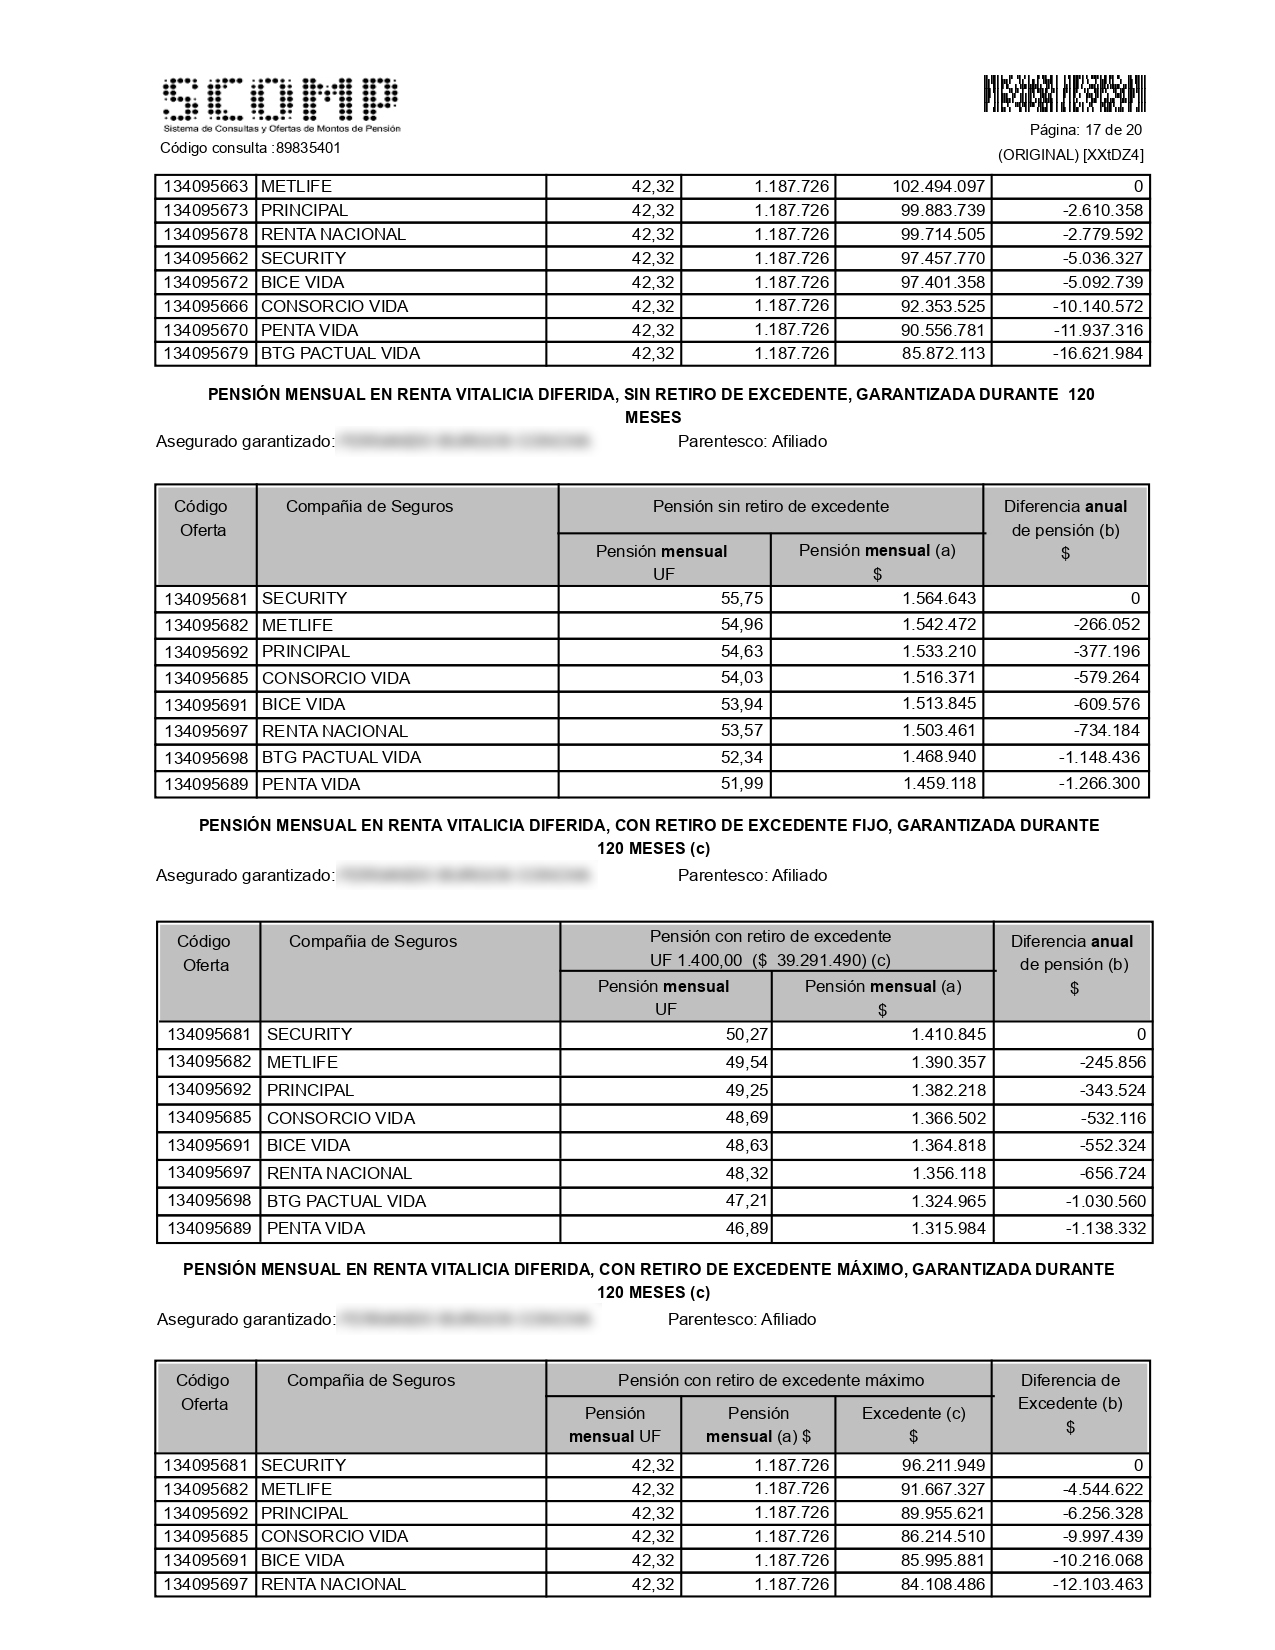 SCOMP
Sistema de Consultas y Ofertas de Montos de Pensión
Código consulta :89835401
Página: 17 de 20
(ORIGINAL) [XXtDZ4]
134095663 METLIFE 42,32 1.187.726 102.494.097 0
134095673 PRINCIPAL 42,32 1.187.726 99.883.739 -2.610.358
134095678 RENTA NACIONAL 42,32 1.187.726 99.714.505 -2.779.592
134095662 SECURITY 42,32 1.187.726 97.457.770 -5.036.327
134095672 BICE VIDA 42,32 1.187.726 97.401.358 -5.092.739
134095666 CONSORCIO VIDA 42,32 1.187.726 92.353.525 -10.140.572
134095670 PENTA VIDA 42,32 1.187.726 90.556.781 -11.937.316
134095679 BTG PACTUAL VIDA 42,32 1.187.726 85.872.113 -16.621.984
PENSIÓN MENSUAL EN RENTA VITALICIA DIFERIDA, SIN RETIRO DE EXCEDENTE, GARANTIZADA DURANTE 120
MESES
Asegurado garantizado: Parentesco: Afiliado
Código Compañia de Seguros Pensión sin retiro de excedente Diferencia anual
Oferta de pensión (b)
Pensión mensual Pensión mensual (a) $
UF $
134095681 SECURITY 55,75 1.564.643 0
134095682 METLIFE 54,96 1.542.472 -266.052
134095692 PRINCIPAL 54,63 1.533.210 -377.196
134095685 CONSORCIO VIDA 54,03 1.516.371 -579.264
134095691 BICE VIDA 53,94 1.513.845 -609.576
134095697 RENTA NACIONAL 53,57 1.503.461 -734.184
134095698 BTG PACTUAL VIDA 52,34 1.468.940 -1.148.436
134095689 PENTA VIDA 51,99 1.459.118 -1.266.300
PENSIÓN MENSUAL EN RENTA VITALICIA DIFERIDA, CON RETIRO DE EXCEDENTE FIJO, GARANTIZADA DURANTE
120 MESES (c)
Asegurado garantizado: Parentesco: Afiliado
Código Compañia de Seguros Pensión con retiro de excedente Diferencia anual
Oferta UF 1.400,00 ($ 39.291.490) (c) de pensión (b)
Pensión mensual Pensión mensual (a) $
UF $
134095681 SECURITY 50,27 1.410.845 0
134095682 METLIFE 49,54 1.390.357 -245.856
134095692 PRINCIPAL 49,25 1.382.218 -343.524
134095685 CONSORCIO VIDA 48,69 1.366.502 -532.116
134095691 BICE VIDA 48,63 1.364.818 -552.324
134095697 RENTA NACIONAL 48,32 1.356.118 -656.724
134095698 BTG PACTUAL VIDA 47,21 1.324.965 -1.030.560
134095689 PENTA VIDA 46,89 1.315.984 -1.138.332
PENSIÓN MENSUAL EN RENTA VITALICIA DIFERIDA, CON RETIRO DE EXCEDENTE MÁXIMO, GARANTIZADA DURANTE
120 MESES (c)
Asegurado garantizado: Parentesco: Afiliado
Código Compañia de Seguros Pensión con retiro de excedente máximo Diferencia de
Oferta Excedente (b)
Pensión Pensión Excedente (c) $
mensual UF mensual (a) $ $
134095681 SECURITY 42,32 1.187.726 96.211.949 0
134095682 METLIFE 42,32 1.187.726 91.667.327 -4.544.622
134095692 PRINCIPAL 42,32 1.187.726 89.955.621 -6.256.328
134095685 CONSORCIO VIDA 42,32 1.187.726 86.214.510 -9.997.439
134095691 BICE VIDA 42,32 1.187.726 85.995.881 -10.216.068
134095697 RENTA NACIONAL 42,32 1.187.726 84.108.486 -12.103.463